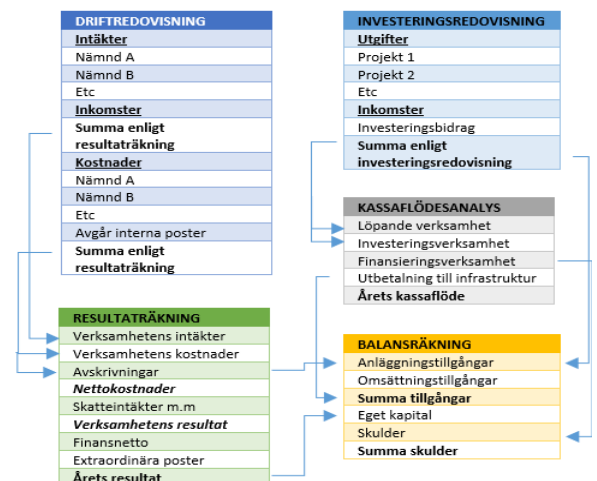 DRIFTREDOVISNING
Intäkter
Nämnd A
Nämnd B
Etc
Inkomster
Summa enligt
resultaträkning
Kostnader
Nämnd A
Nämnd B
Etc
Avgår interna poster
Summa enligt
resultaträkning
INVESTERINGSREDOVISNING
Utgifter
Projekt 1
Projekt 2
Etc
Inkomster
Investeringsbidrag
Summa enligt
investeringsredovisning
KASSAFLÖDESANALYS
Löpande verksamhet
Investeringsverksamhet
Finansieringsverksamhet
Utbetalning till infrastruktur
Årets kassaflöde
RESULTATRÄKNING
Verksamhetens intäkter
Verksamhetens kostnader
Avskrivningar
Nettokostnader
Skatteintäkter m.m
Verksamhetens resultat
Finansnetto
Extraordinära poster
Årets resultat
BALANSRÄKNING
Anläggningstillgångar
Omsättningstillgångar
Summa tillgångar
Eget kapital
Skulder
Summa skulder